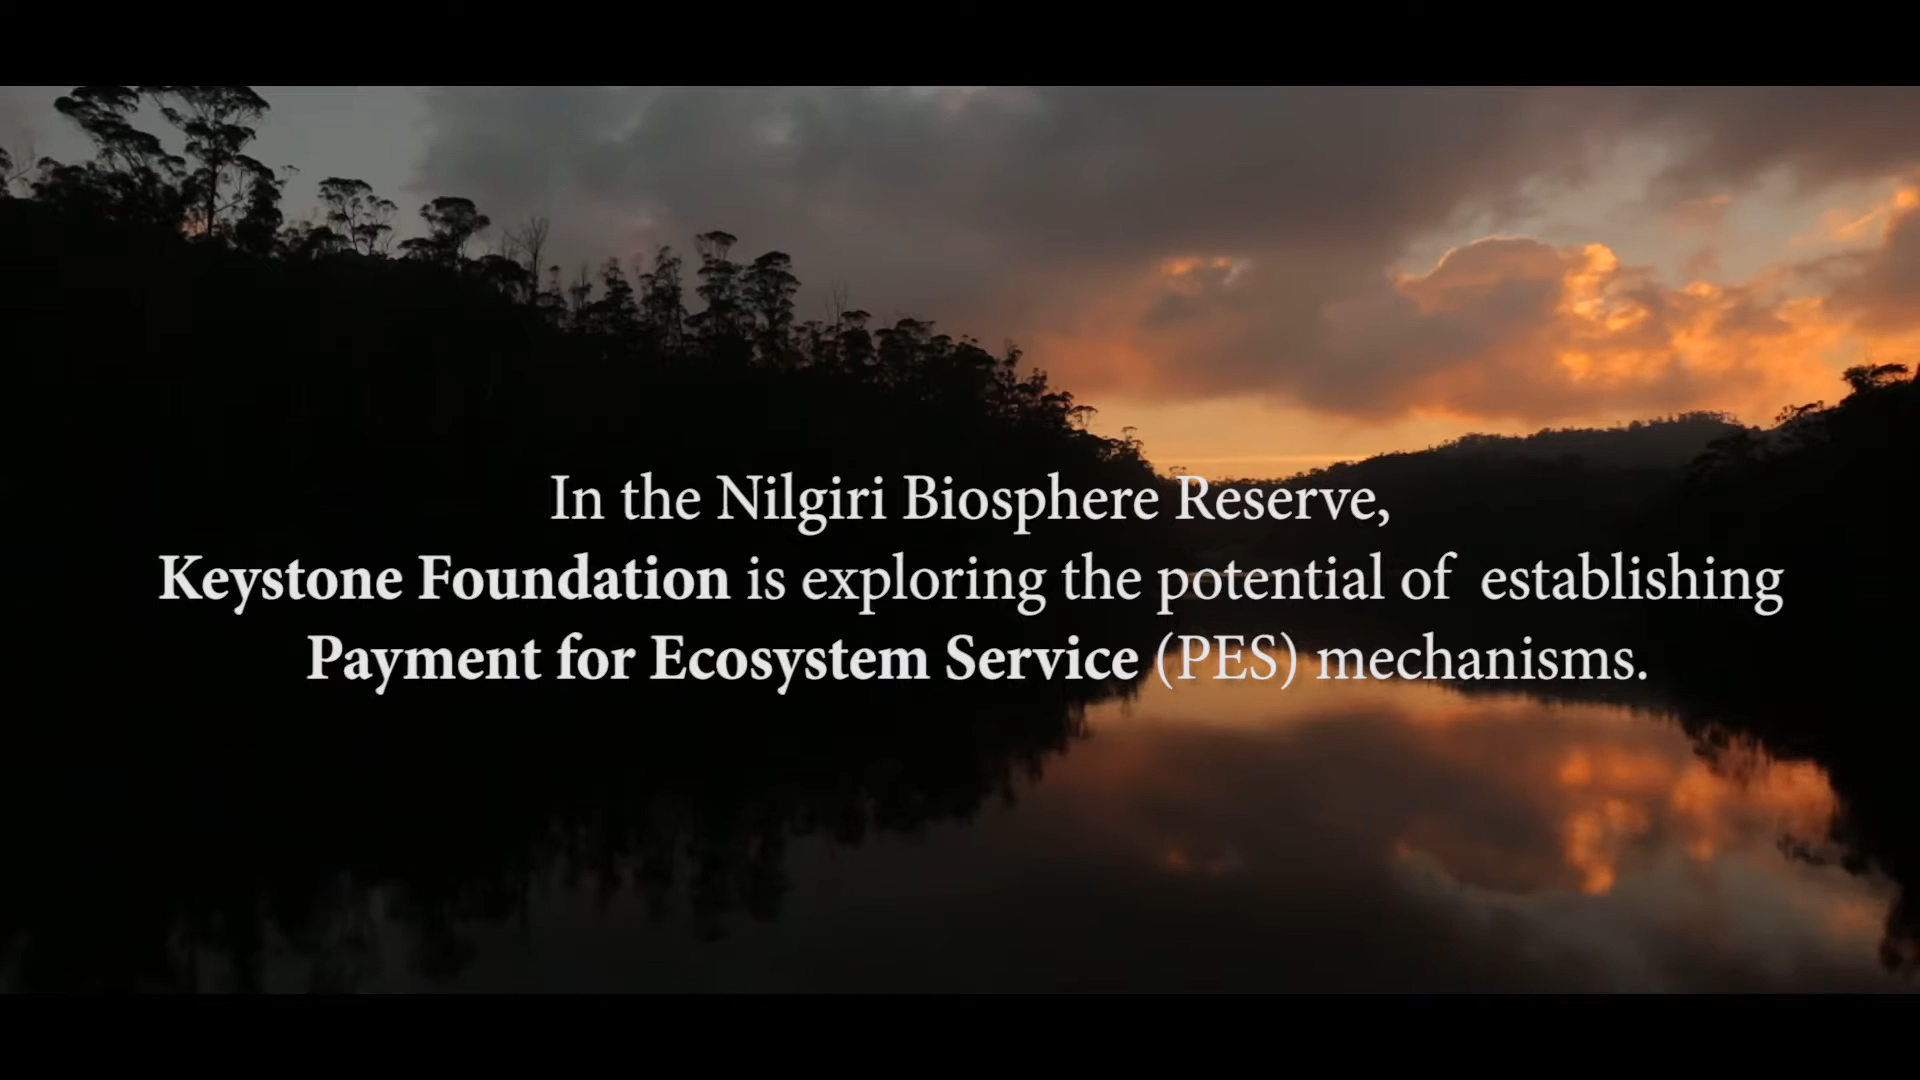 In the Nilgiri Biosphere Reserve,
Keystone Foundation is exploring the potential of establishing
Payment for Ecosystem Service (PES) mechanisms.